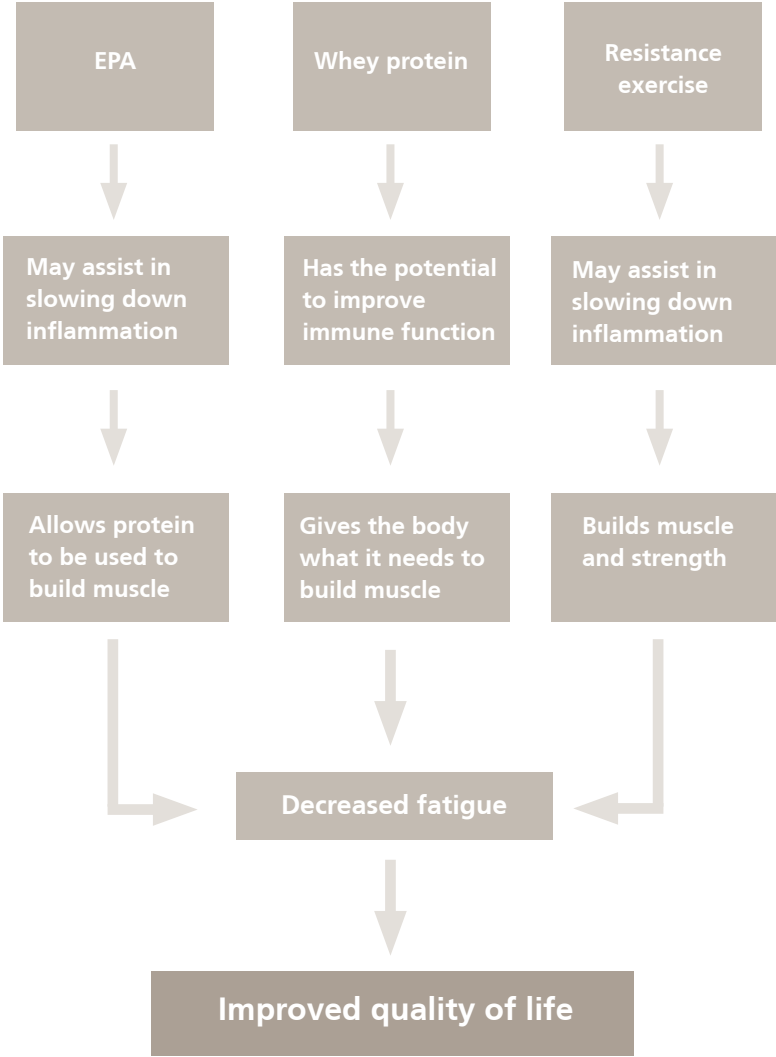 EPA
Whey protein
Resistance
exercise
May assist in
slowing down
inflammation
Has the potential
to improve
immune function
May assist in
slowing down
inflammation
Allows protein
to be used to
build muscle
Gives the body
what it needs to
build muscle
Builds muscle
and strength
Decreased fatigue
Improved quality of life